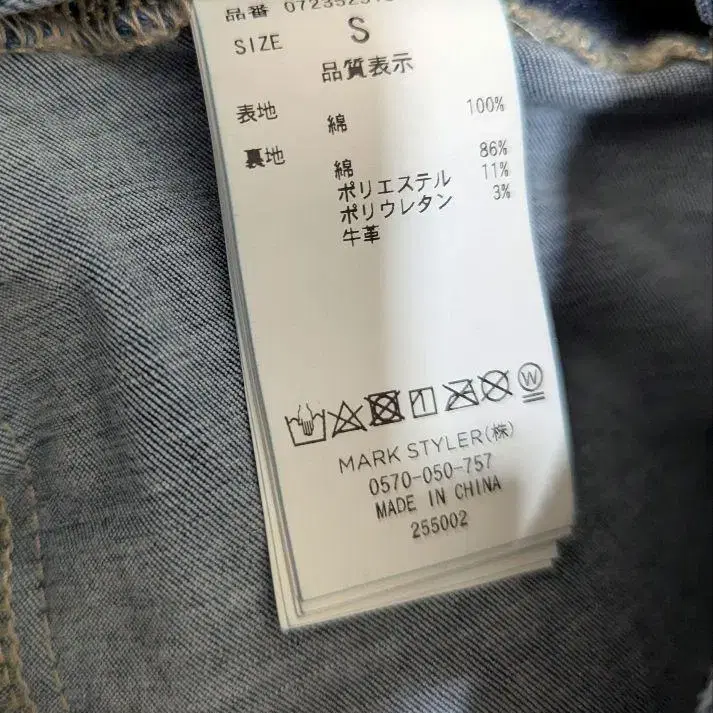 品番
SIZE S
品質表示
表地 綿 100%
裏地 綿 86%
ポリエステル 11%
ポリウレタン 3%
牛革
W
MARK STYLER(株)
0570-050-757
MADE IN CHINA
255002